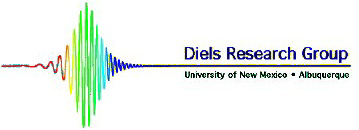 Diels Research Group
University of New Mexico • Albuquerque